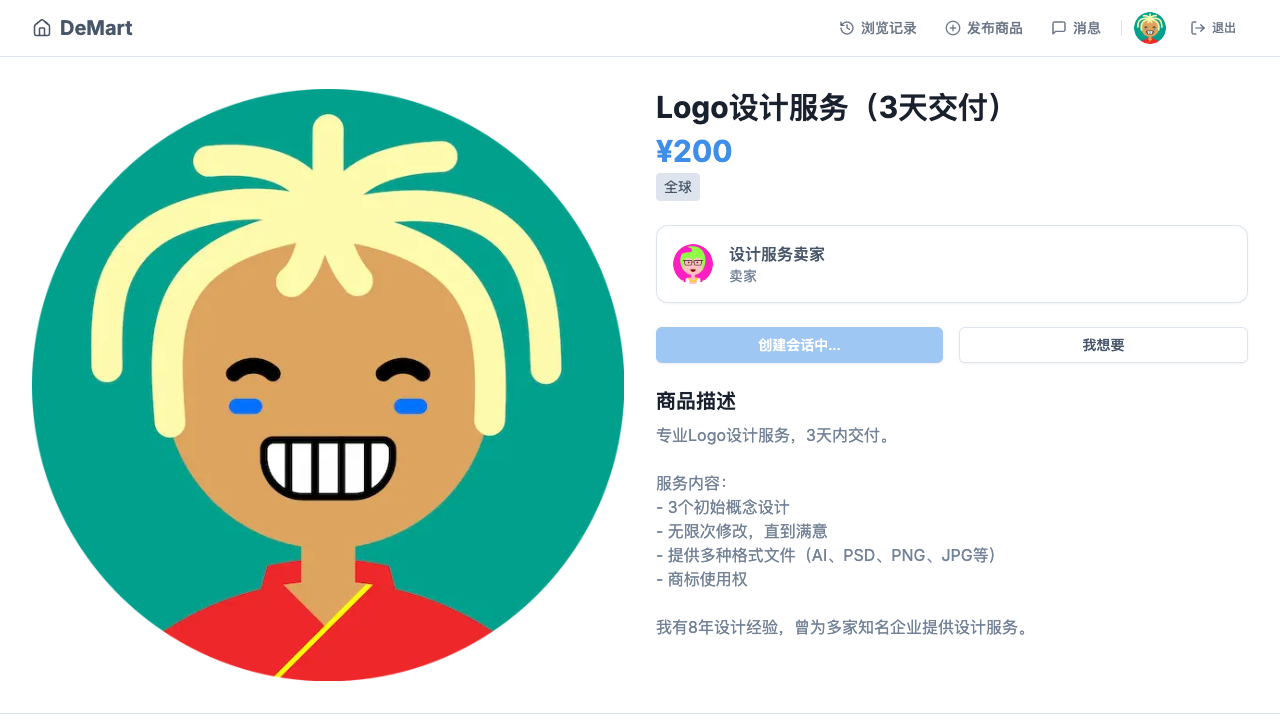 DeMart
浏览记录
发布商品
消息
退出
Logo设计服务（3天交付）
¥200
全球
设计服务卖家
卖家
创建会话中...
我想要
商品描述
专业Logo设计服务，3天内交付。
服务内容：
- 3个初始概念设计
- 无限次修改，直到满意
- 提供多种格式文件（AI、PSD、PNG、JPG等）
- 商标使用权
我有8年设计经验，曾为多家知名企业提供设计服务。